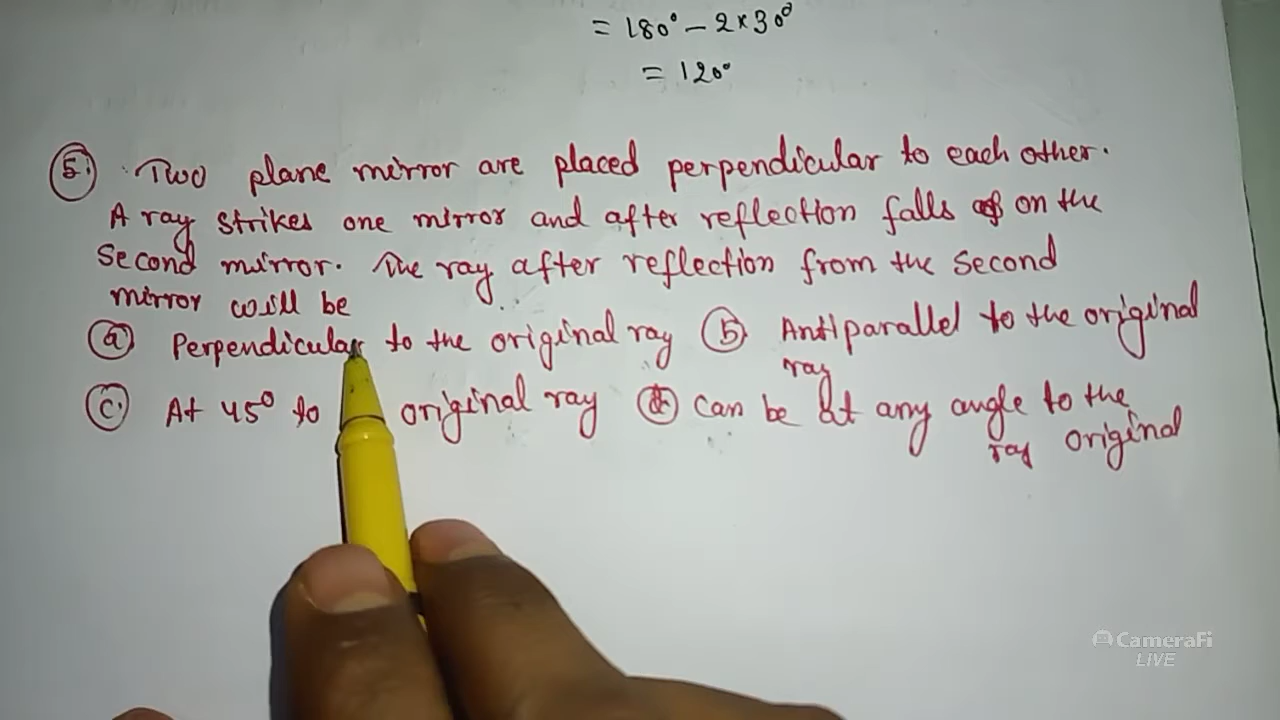 = 180° - 2×30°
= 120°
5. Two plane mirror are placed perpendicular to each other.
A ray strikes one mirror and after reflection falls on the
second mirror. The ray after reflection from the second
mirror will be
a Perpendicular to the original ray b Antiparallel to the original
ray
c. At 45° to original ray d Can be at any angle to the
ray original
CameraFi
LIVE